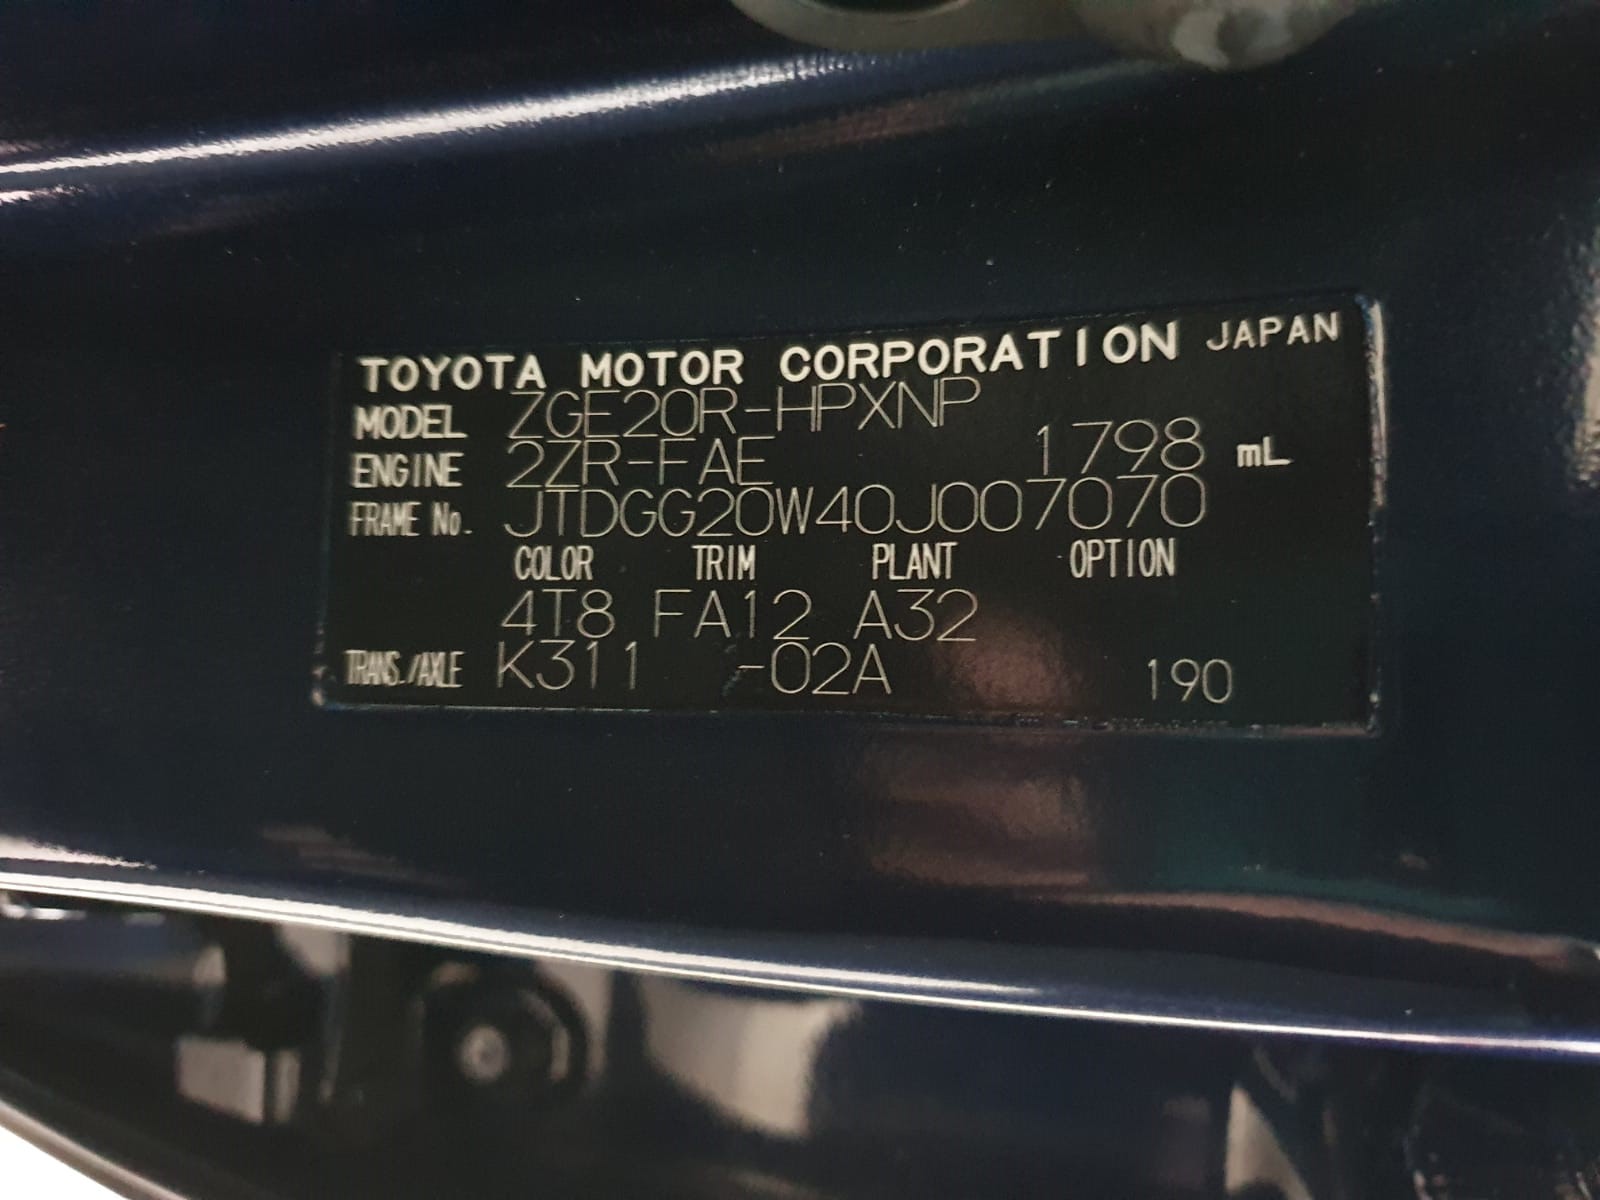 TOYOTA MOTOR CORPORATION JAPAN
MODEL ZGE20R-HPXNP
ENGINE 2ZR-FAE 1798 mL
FRAME No. JTDGG20W40J007070
COLOR TRIM PLANT OPTION
4T8 FA12 A32
TRANS./AXLE K311 -02A 190